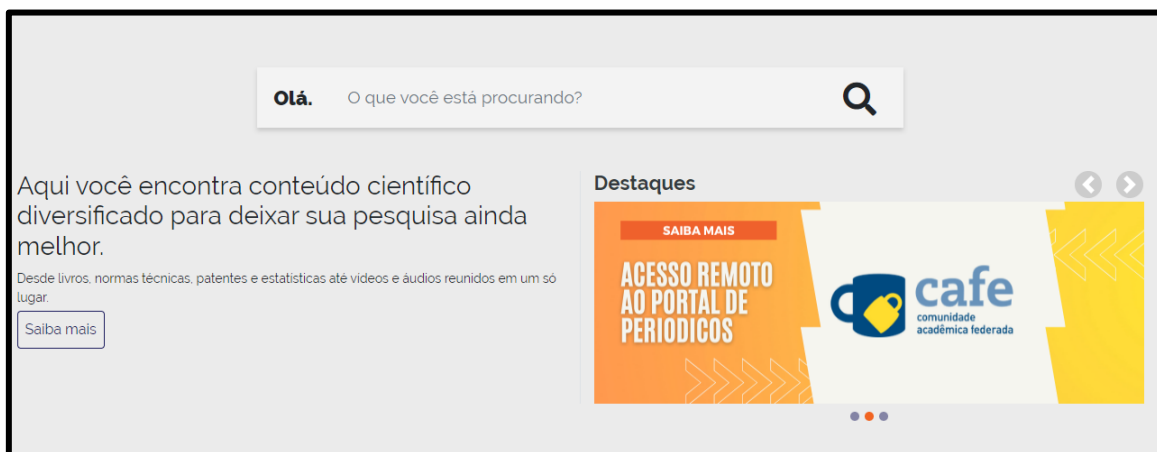 Olá. O que você está procurando?
Aqui você encontra conteúdo científico
diversificado para deixar sua pesquisa ainda
melhor.
Desde livros, normas técnicas, patentes e estatísticas até vídeos e áudios reunidos em um só
lugar.
Saiba mais
Destaques
SAIBA MAIS
ACESSO REMOTO
AO PORTAL DE
PERIODICOS
cafe
comunidade
acadêmica federada